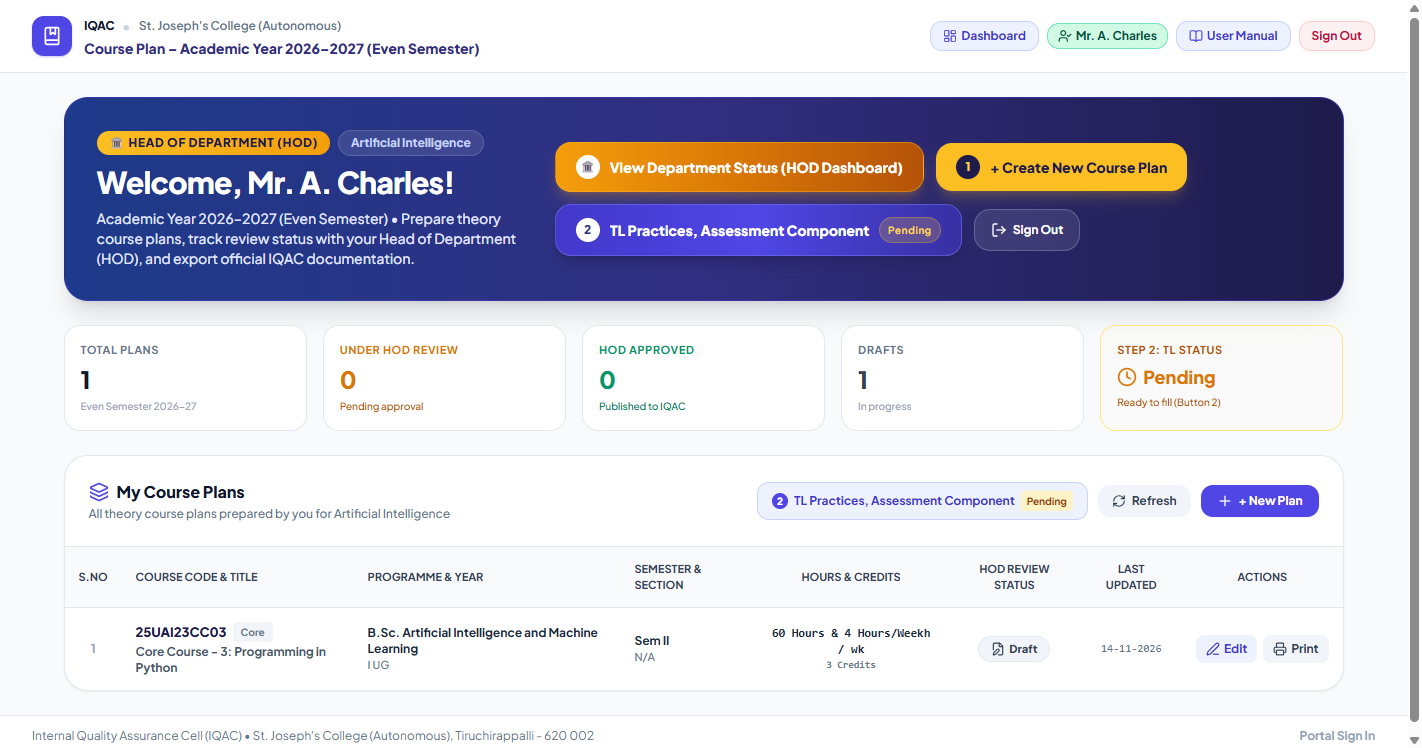 IQAC • St. Joseph's College (Autonomous)
Course Plan – Academic Year 2026–2027 (Even Semester)
Dashboard
Mr. A. Charles
User Manual
Sign Out
HEAD OF DEPARTMENT (HOD)
Artificial Intelligence
Welcome, Mr. A. Charles!
Academic Year 2026–2027 (Even Semester) • Prepare theory
course plans, track review status with your Head of Department
(HOD), and export official IQAC documentation.
View Department Status (HOD Dashboard)
1 + Create New Course Plan
2 TL Practices, Assessment Component Pending
Sign Out
TOTAL PLANS
1
Even Semester 2026–27
UNDER HOD REVIEW
0
Pending approval
HOD APPROVED
0
Published to IQAC
DRAFTS
1
In progress
STEP 2: TL STATUS
Pending
Ready to fill (Button 2)
My Course Plans
All theory course plans prepared by you for Artificial Intelligence
2 TL Practices, Assessment Component Pending
Refresh
+ + New Plan
S.NO
COURSE CODE & TITLE
PROGRAMME & YEAR
SEMESTER &
SECTION
HOURS & CREDITS
HOD REVIEW
STATUS
LAST
UPDATED
ACTIONS
1
25UAI23CC03 Core
Core Course – 3: Programming in
Python
B.Sc. Artificial Intelligence and Machine
Learning
I UG
Sem II
N/A
60 Hours & 4 Hours/Weekh
/ wk
3 Credits
Draft
14-11-2026
Edit
Print
Internal Quality Assurance Cell (IQAC) • St. Joseph's College (Autonomous), Tiruchirappalli - 620 002
Portal Sign In